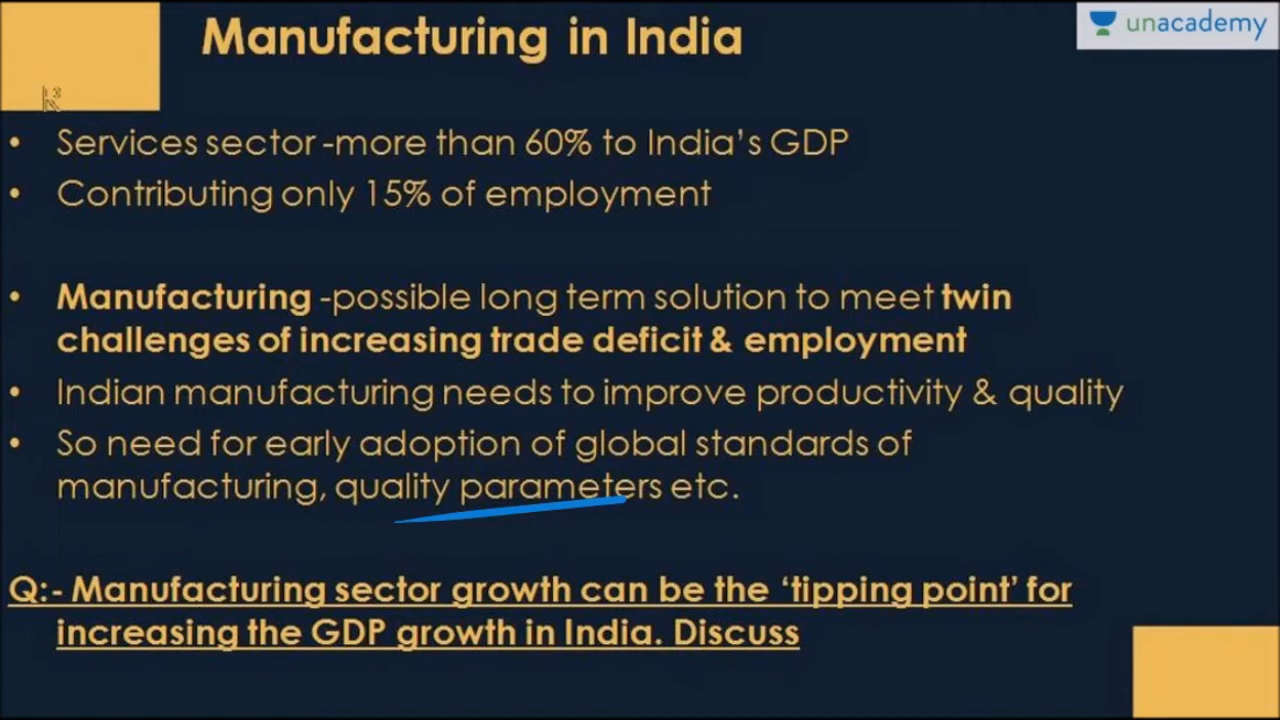 Manufacturing in India
unacademy
• Services sector -more than 60% to India's GDP
• Contributing only 15% of employment
• Manufacturing -possible long term solution to meet twin
challenges of increasing trade deficit & employment
• Indian manufacturing needs to improve productivity & quality
• So need for early adoption of global standards of
manufacturing, quality parameters etc.
Q:- Manufacturing sector growth can be the ‘tipping point’ for
increasing the GDP growth in India. Discuss